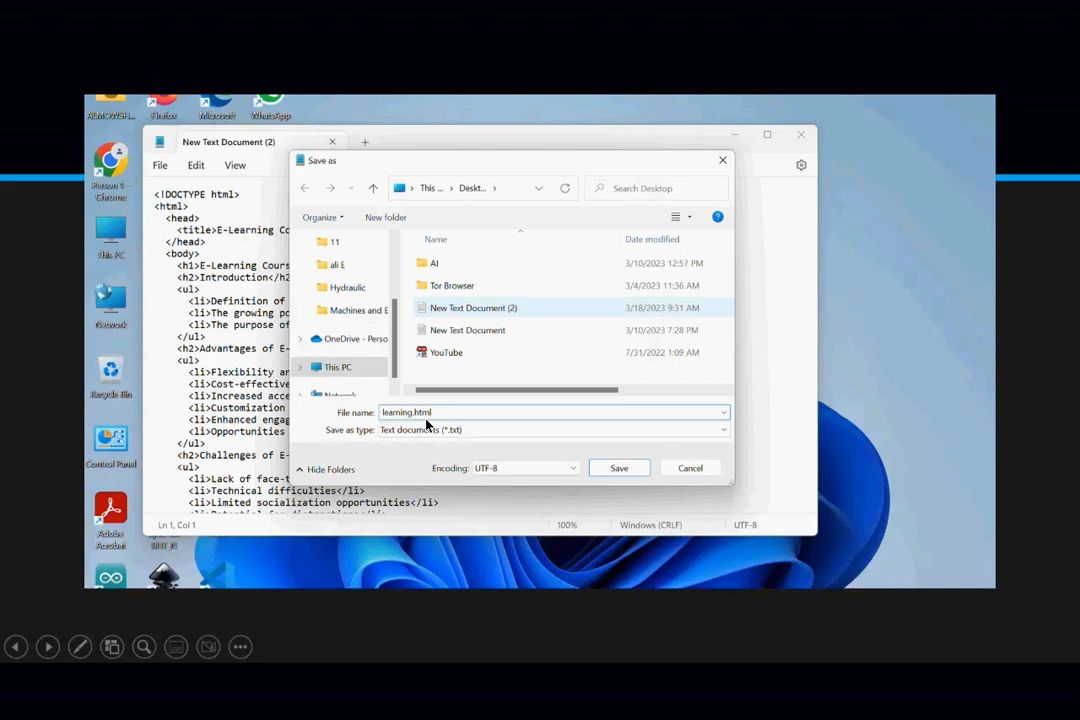 ALMOWSH...
Firefox
Microsoft
WhatsApp
Person 1 -
Chrome
This PC
Network
Recycle Bin
Control Panel
Adobe
Acrobat
New Text Document (2)
File
Edit
View
<!DOCTYPE html>
<html>
<head>
<title>E-Learning Co
</head>
<body>
<h1>E-Learning Cours
<h2>Introduction</h2
<ul>
<li>Definition of
<li>The growing po
<li>The purpose of
</ul>
<h2>Advantages of E-
<ul>
<li>Flexibility an
<li>Cost-effective
<li>Increased acce
<li>Customization
<li>Enhanced engag
<li>Opportunities
</ul>
<h2>Challenges of E-
<ul>
<li>Lack of face-t
<li>Technical difficulties</li>
<li>Limited socialization opportunities</li>
Ln 1, Col 1
100%
Windows (CRLF)
UTF-8
Save as
This ...
Deskt...
Search Desktop
Organize
New folder
11
ali E
Hydraulic
Machines and E
OneDrive - Perso
This PC
Network
Name
Date modified
AI
3/10/2023 12:57 PM
Tor Browser
3/4/2023 11:36 AM
New Text Document (2)
3/18/2023 9:31 AM
New Text Document
3/10/2023 7:28 PM
YouTube
7/31/2022 1:09 AM
File name: learning.html
Save as type: Text documents (*.txt)
Hide Folders
Encoding: UTF-8
Save
Cancel